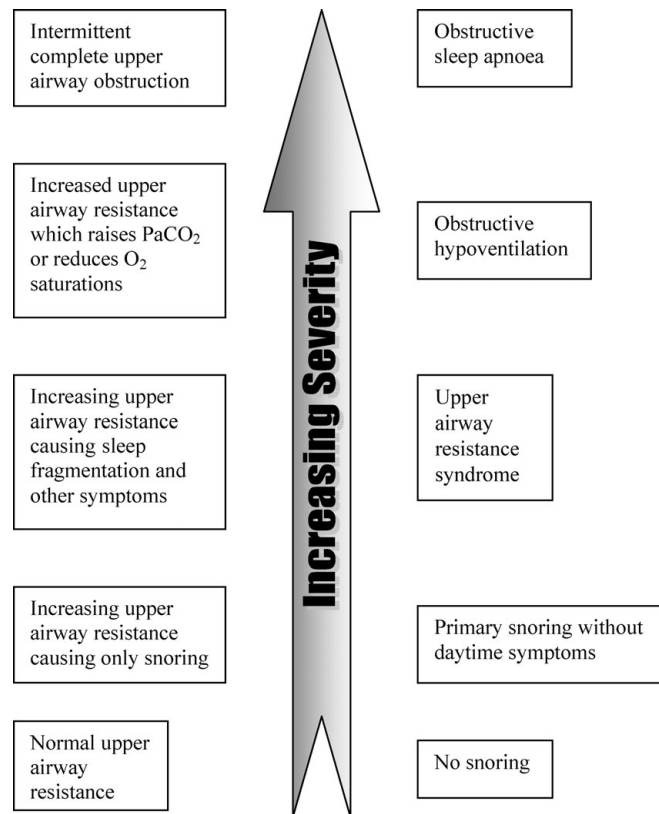 Intermittent
complete upper
airway obstruction
Obstructive
sleep apnoea
Increased upper
airway resistance
which raises PaCO₂
or reduces O₂
saturations
Obstructive
hypoventilation
Increasing Severity
Increasing upper
airway resistance
causing sleep
fragmentation and
other symptoms
Upper
airway
resistance
syndrome
Increasing upper
airway resistance
causing only snoring
Primary snoring without
daytime symptoms
Normal upper
airway
resistance
No snoring